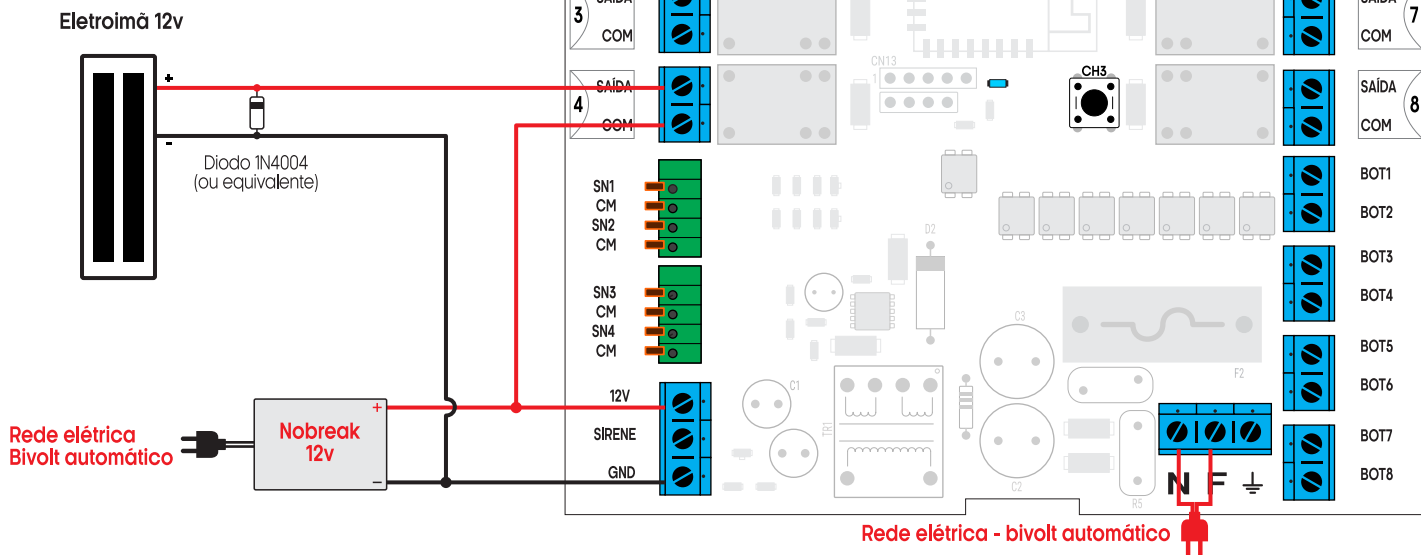 Eletroimã 12v
+
-
Diodo 1N4004
(ou equivalente)
3
SAÍDA
COM
4
SAÍDA
COM
SN1
CM
SN2
CM
SN3
CM
SN4
CM
12V
SIRENE
GND
Rede elétrica
Bivolt automático
Nobreak
12v
+
−
CN13
1
CH3
D2
C1
TR1
C3
C2
F2
R5
N F
Rede elétrica - bivolt automático
SAÍDA
COM
7
SAÍDA
COM
8
BOT1
BOT2
BOT3
BOT4
BOT5
BOT6
BOT7
BOT8